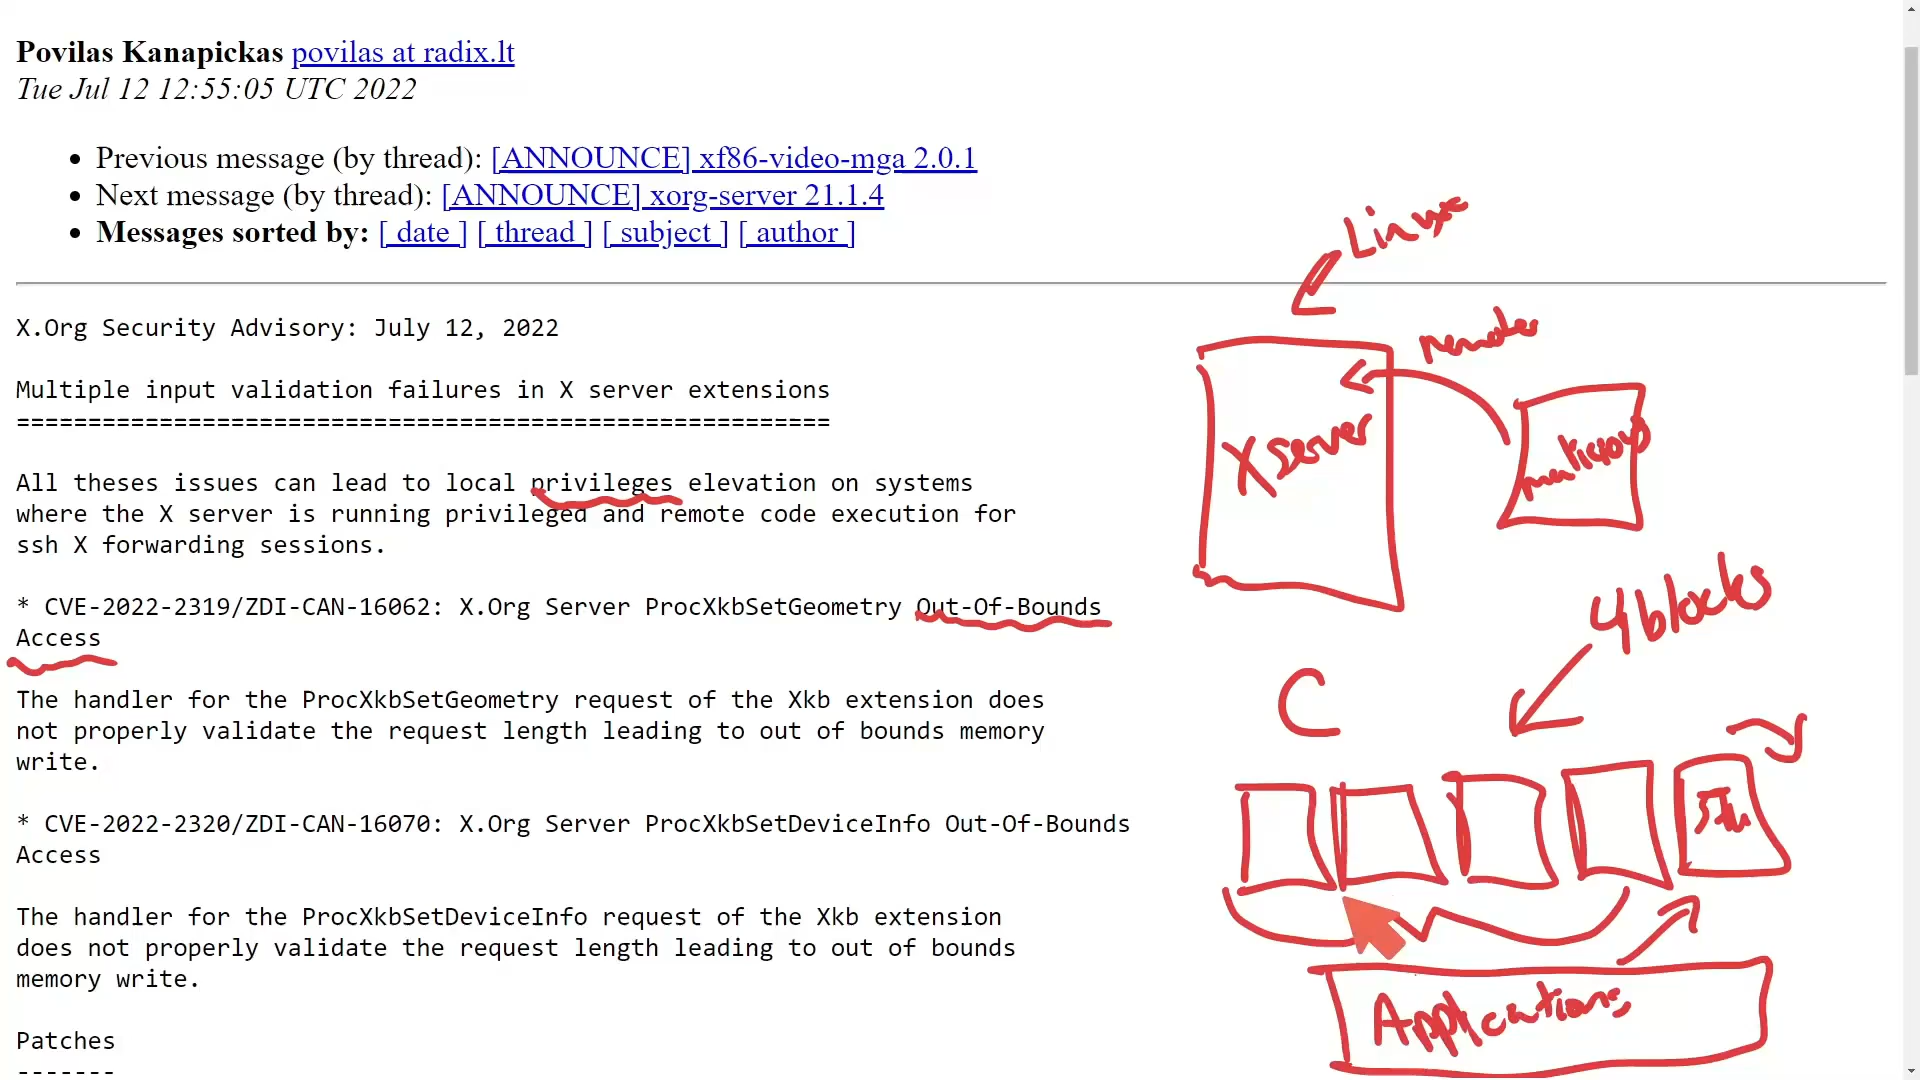 Povilas Kanapickas povilas at radix.lt
Tue Jul 12 12:55:05 UTC 2022
• Previous message (by thread): [ANNOUNCE] xf86-video-mga 2.0.1
• Next message (by thread): [ANNOUNCE] xorg-server 21.1.4
• Messages sorted by: [ date ] [ thread ] [ subject ] [ author ]
X.Org Security Advisory: July 12, 2022
Multiple input validation failures in X server extensions
=========================================================
All theses issues can lead to local privileges elevation on systems
where the X server is running privileged and remote code execution for
ssh X forwarding sessions.
* CVE-2022-2319/ZDI-CAN-16062: X.Org Server ProcXkbSetGeometry Out-Of-Bounds
Access
The handler for the ProcXkbSetGeometry request of the Xkb extension does
not properly validate the request length leading to out of bounds memory
write.
* CVE-2022-2320/ZDI-CAN-16070: X.Org Server ProcXkbSetDeviceInfo Out-Of-Bounds
Access
The handler for the ProcXkbSetDeviceInfo request of the Xkb extension
does not properly validate the request length leading to out of bounds
memory write.
Patches
-------
Linux
remote
X server
malicious
4 blocks
C
5th
Applications